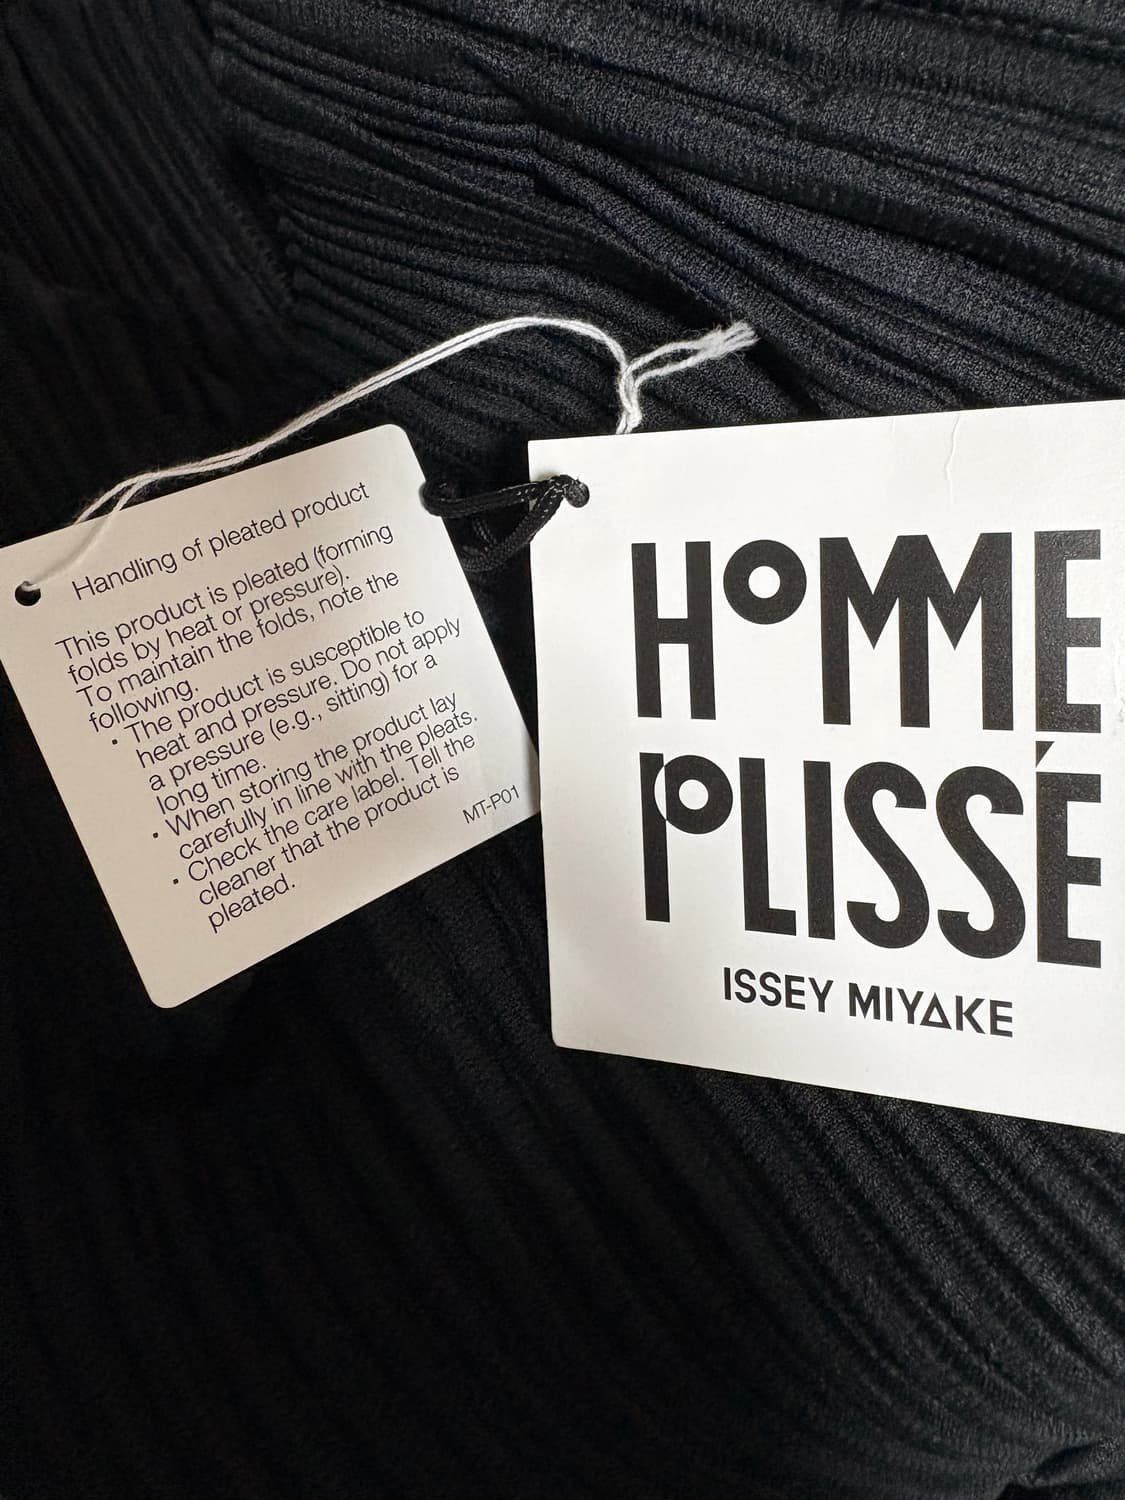 Handling of pleated product
This product is pleated (forming
folds by heat or pressure).
To maintain the folds, note the
following.
· The product is susceptible to
heat and pressure. Do not apply
a pressure (e.g., sitting) for a
long time.
· When storing the product lay
carefully in line with the pleats.
· Check the care label. Tell the
cleaner that the product is
pleated.
MT-P01
HOMME
PLISSÉ
ISSEY MIYAKE